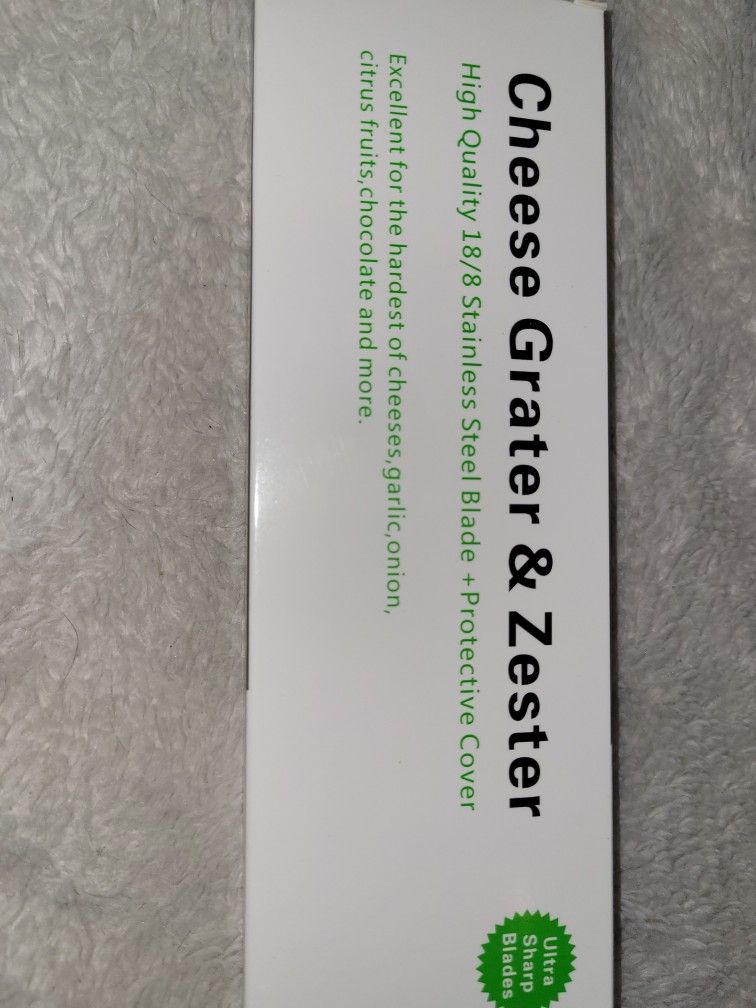 Cheese Grater & Zester
High Quality 18/8 Stainless Steel Blade +Protective Cover
Excellent for the hardest of cheeses,garlic,onion,
citrus fruits,chocolate and more.
Ultra
Sharp
Blades